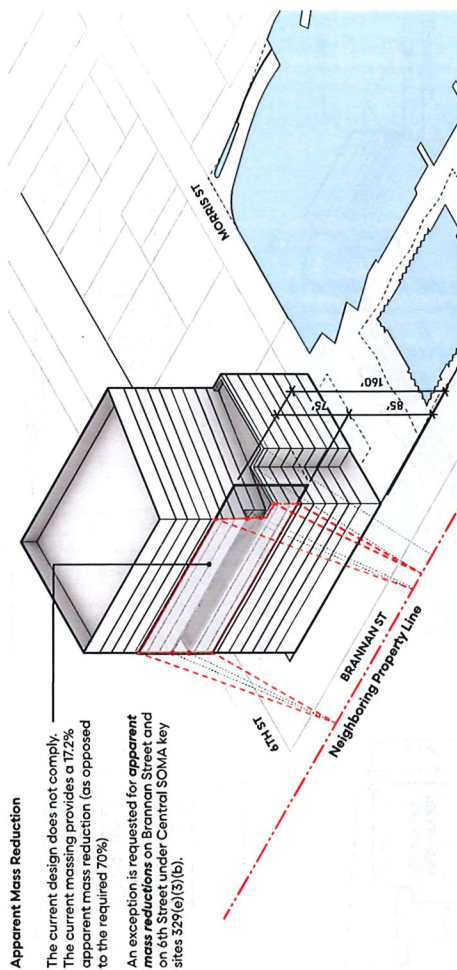 Apparent Mass Reduction
The current design does not comply.
The current massing provides a 17.2%
apparent mass reduction (as opposed
to the required 70%)
An exception is requested for apparent
mass reductions on Brannan Street and
on 6th Street under Central SOMA key
sites 329(e)(3)(b).
MORRIS ST
160'
75'
85'
6TH ST
BRANNAN ST
Neighboring Property Line